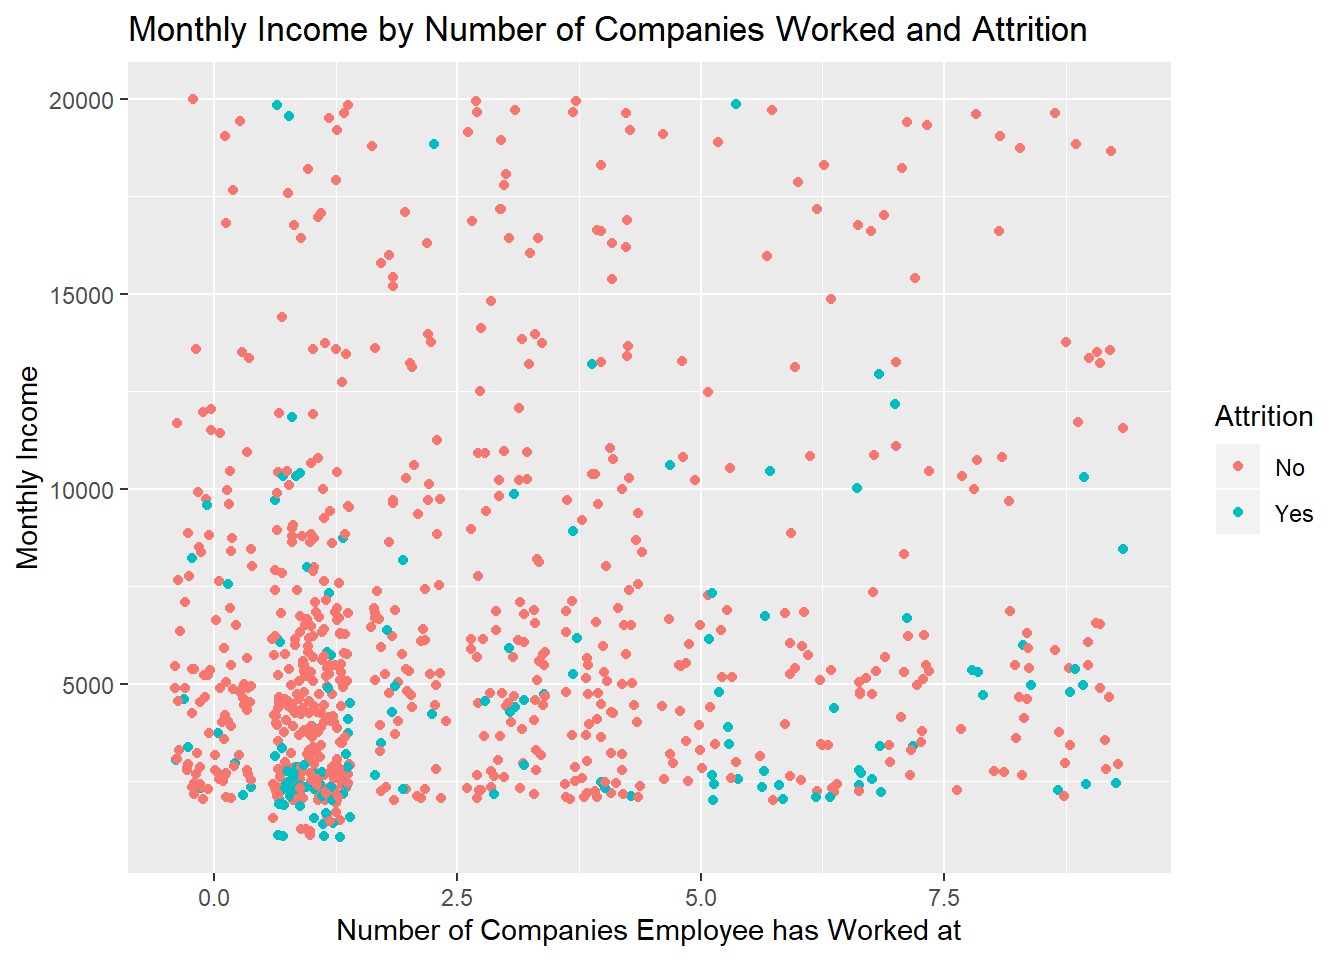 Monthly Income by Number of Companies Worked and Attrition
20000
15000
10000
5000
Monthly Income
0.0 2.5 5.0 7.5
Number of Companies Employee has Worked at
Attrition
No
Yes